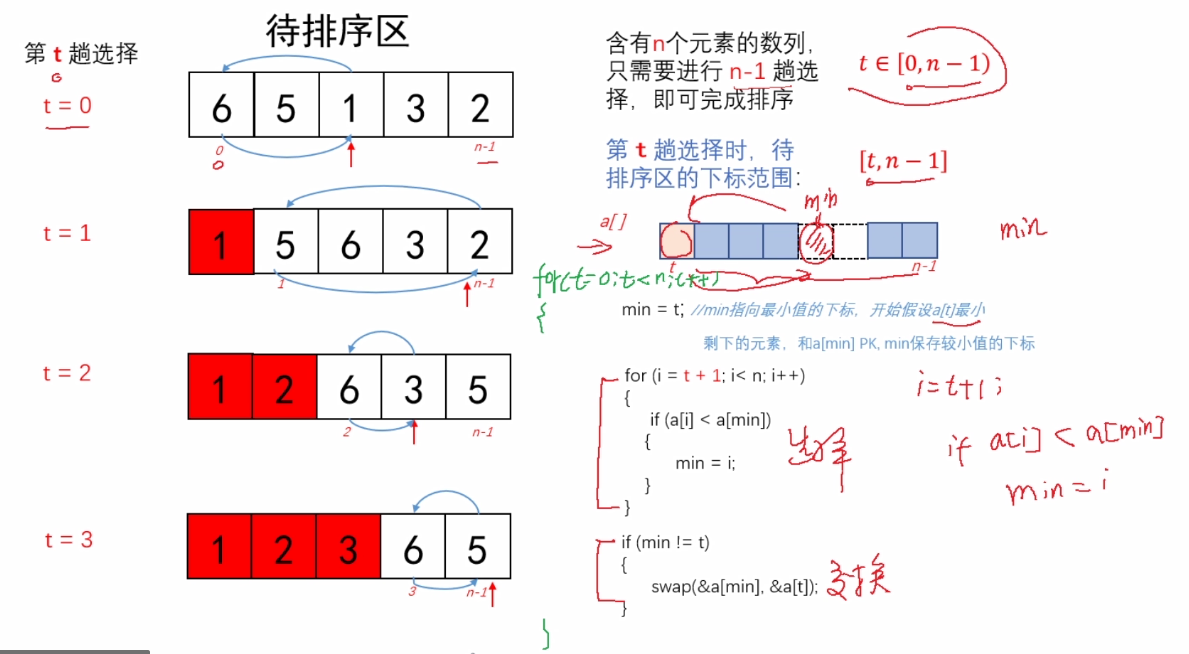 待排序区
第 t 趟选择
0
t = 0
6 5 1 3 2
0 n-1
0
t = 1
1 5 6 3 2
1 n-1
t = 2
1 2 6 3 5
2 n-1
t = 3
1 2 3 6 5
3 n-1
含有n个元素的数列，
只需要进行 n-1 趟选
择，即可完成排序
t ∈ [0, n − 1)
第 t 趟选择时，待
排序区的下标范围：
[t, n − 1]
min
a[]
min
t n-1
for(t=0;t<n;t++)
{
min = t; //min指向最小值的下标，开始假设a[t]最小
剩下的元素，和a[min] PK, min保存较小值的下标
for (i = t + 1; i< n; i++)
{
if (a[i] < a[min])
{
min = i;
}
}
选择
i=t+1;
if a[i] < a[min]
min = i
if (min != t)
{
swap(&a[min], &a[t]);
}
交换
}